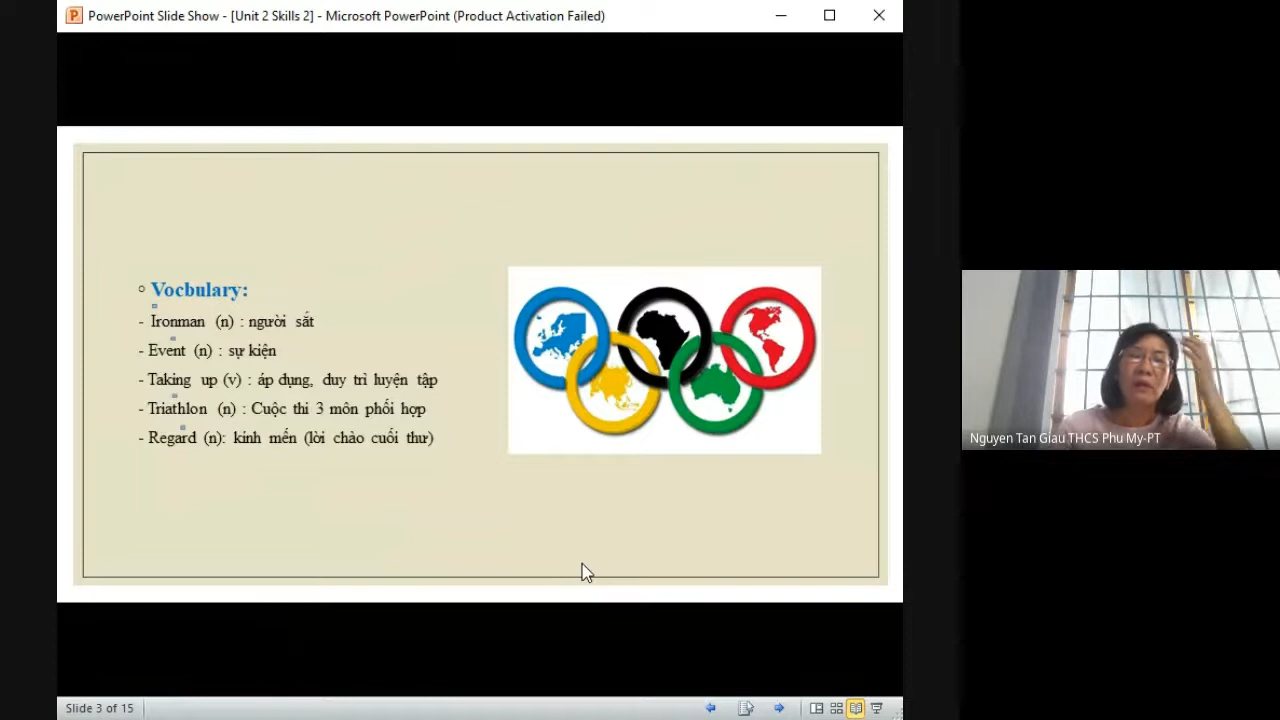 PowerPoint Slide Show - [Unit 2 Skills 2] - Microsoft PowerPoint (Product Activation Failed)
Vocbulary:
- Ironman (n) : người sắt
- Event (n) : sự kiện
- Taking up (v) : áp đụng, duy trì luyện tập
- Triathlon (n) : Cuộc thi 3 môn phối hợp
- Regard (n): kính mến (lời chào cuối thư)
Nguyen Tan Giau THCS Phu My-PT
Slide 3 of 15